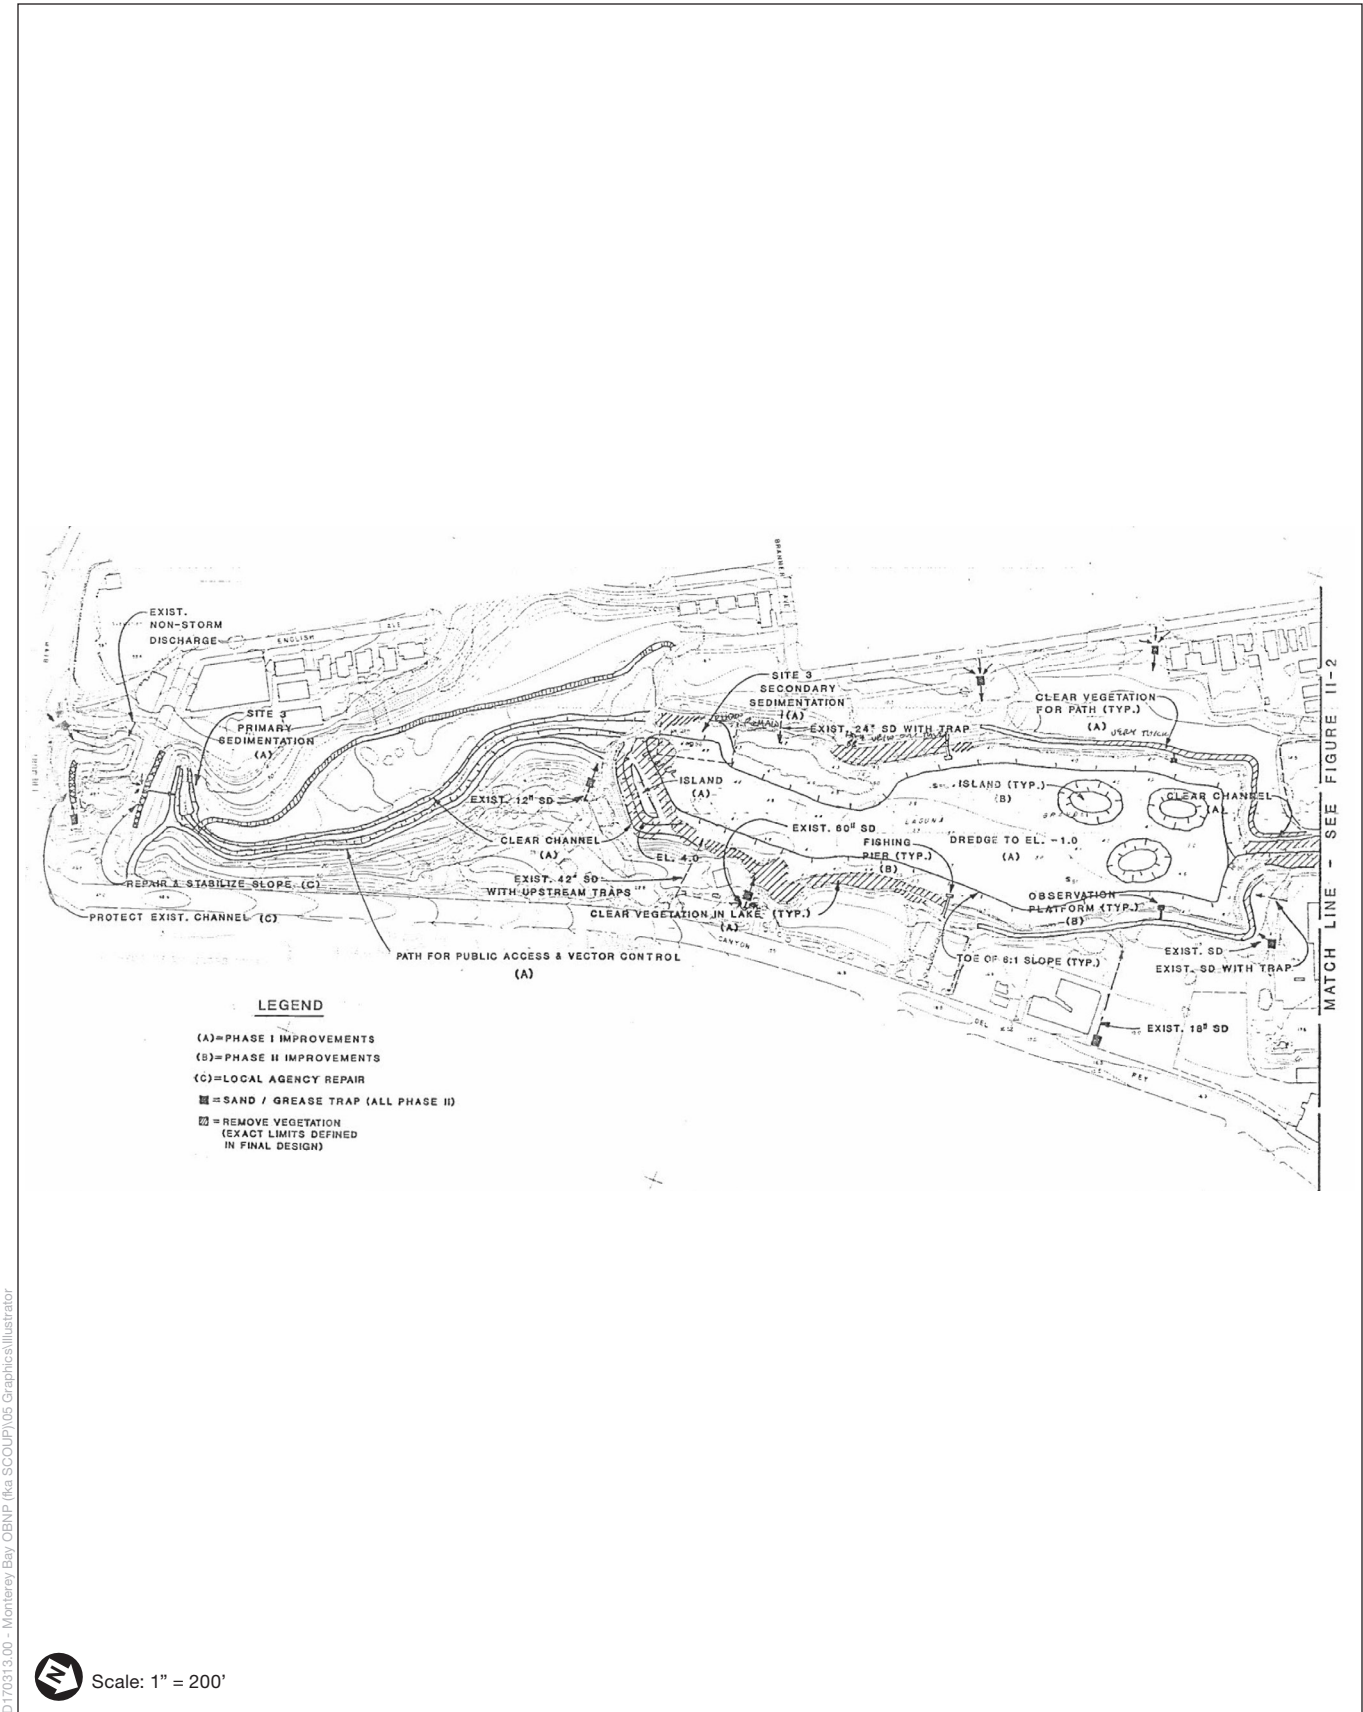 BRANNER
EXIST.
NON-STORM
DISCHARGE
ENGLISH
SITE 3
PRIMARY
SEDIMENTATION
(A)
SITE 3
SECONDARY
SEDIMENTATION
(A)
EXIST. 24" SD WITH TRAP
CLEAR VEGETATION
FOR PATH (TYP.)
(A)
ISLAND
(A)
ISLAND (TYP.)
(B)
CLEAR CHANNEL
(A)
EXIST. 12" SD
LAGUNA
GRANDE
CLEAR CHANNEL
(A)
EXIST. 60" SD
FISHING
PIER (TYP.)
(B)
DREDGE TO EL. -1.0
(A)
EL. 4.0
EXIST. 42" SD
WITH UPSTREAM TRAPS
REPAIR & STABILIZE SLOPE (C)
PROTECT EXIST. CHANNEL (C)
CLEAR VEGETATION IN LAKE (TYP.)
(A)
OBSERVATION
PLATFORM (TYP.)
(B)
CANYON
PATH FOR PUBLIC ACCESS & VECTOR CONTROL
(A)
TOE OF 6:1 SLOPE (TYP.)
EXIST. SD
EXIST. SD WITH TRAP
DEL
REY
EXIST. 18" SD
MATCH LINE - SEE FIGURE II-2
LEGEND
(A)=PHASE I IMPROVEMENTS
(B)=PHASE II IMPROVEMENTS
(C)=LOCAL AGENCY REPAIR
= SAND / GREASE TRAP (ALL PHASE II)
= REMOVE VEGETATION
(EXACT LIMITS DEFINED
IN FINAL DESIGN)
N
Scale: 1" = 200'
D170313.00 - Monterey Bay OBNP (fka SCOUP)\05 Graphics\Illustrator